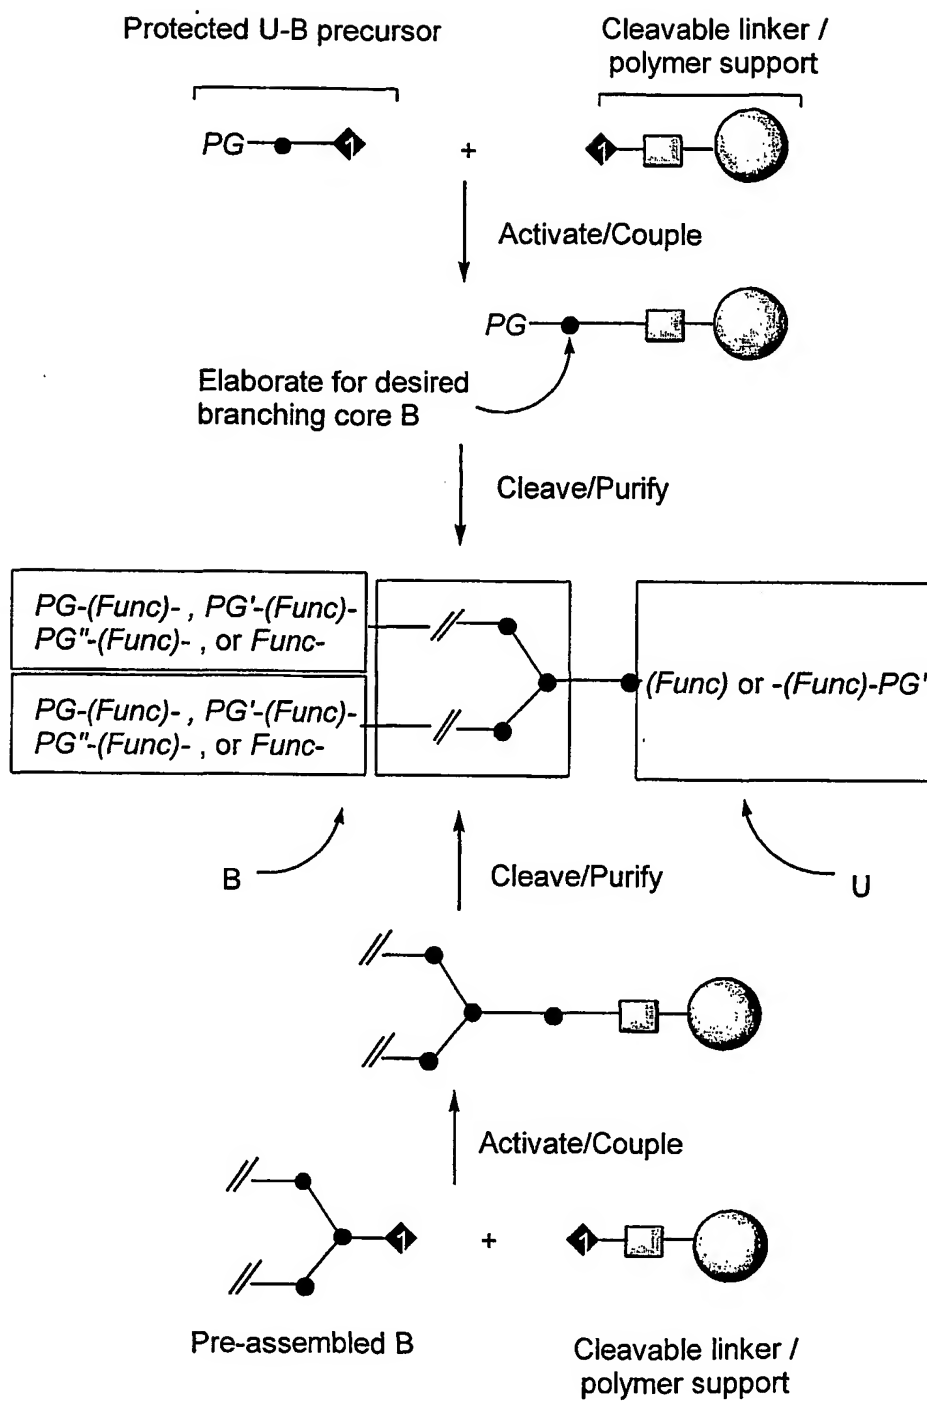 Protected U-B precursor
Cleavable linker /
polymer support
PG
1
+
1
Activate/Couple
PG
Elaborate for desired
branching core B
Cleave/Purify
PG-(Func)- , PG'-(Func)-
PG"-(Func)- , or Func-
(Func) or -(Func)-PG'
PG-(Func)- , PG'-(Func)-
PG"-(Func)- , or Func-
B
Cleave/Purify
U
Activate/Couple
1
+
1
Pre-assembled B
Cleavable linker /
polymer support